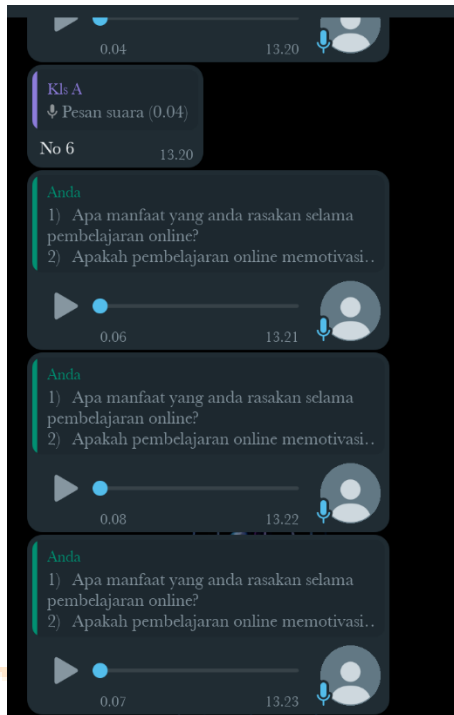 0.04 13.20
Kls A
Pesan suara (0.04)
No 6 13.20
Anda
1) Apa manfaat yang anda rasakan selama
pembelajaran online?
2) Apakah pembelajaran online memotivasi..
0.06 13.21
Anda
1) Apa manfaat yang anda rasakan selama
pembelajaran online?
2) Apakah pembelajaran online memotivasi..
0.08 13.22
Anda
1) Apa manfaat yang anda rasakan selama
pembelajaran online?
2) Apakah pembelajaran online memotivasi..
0.07 13.23